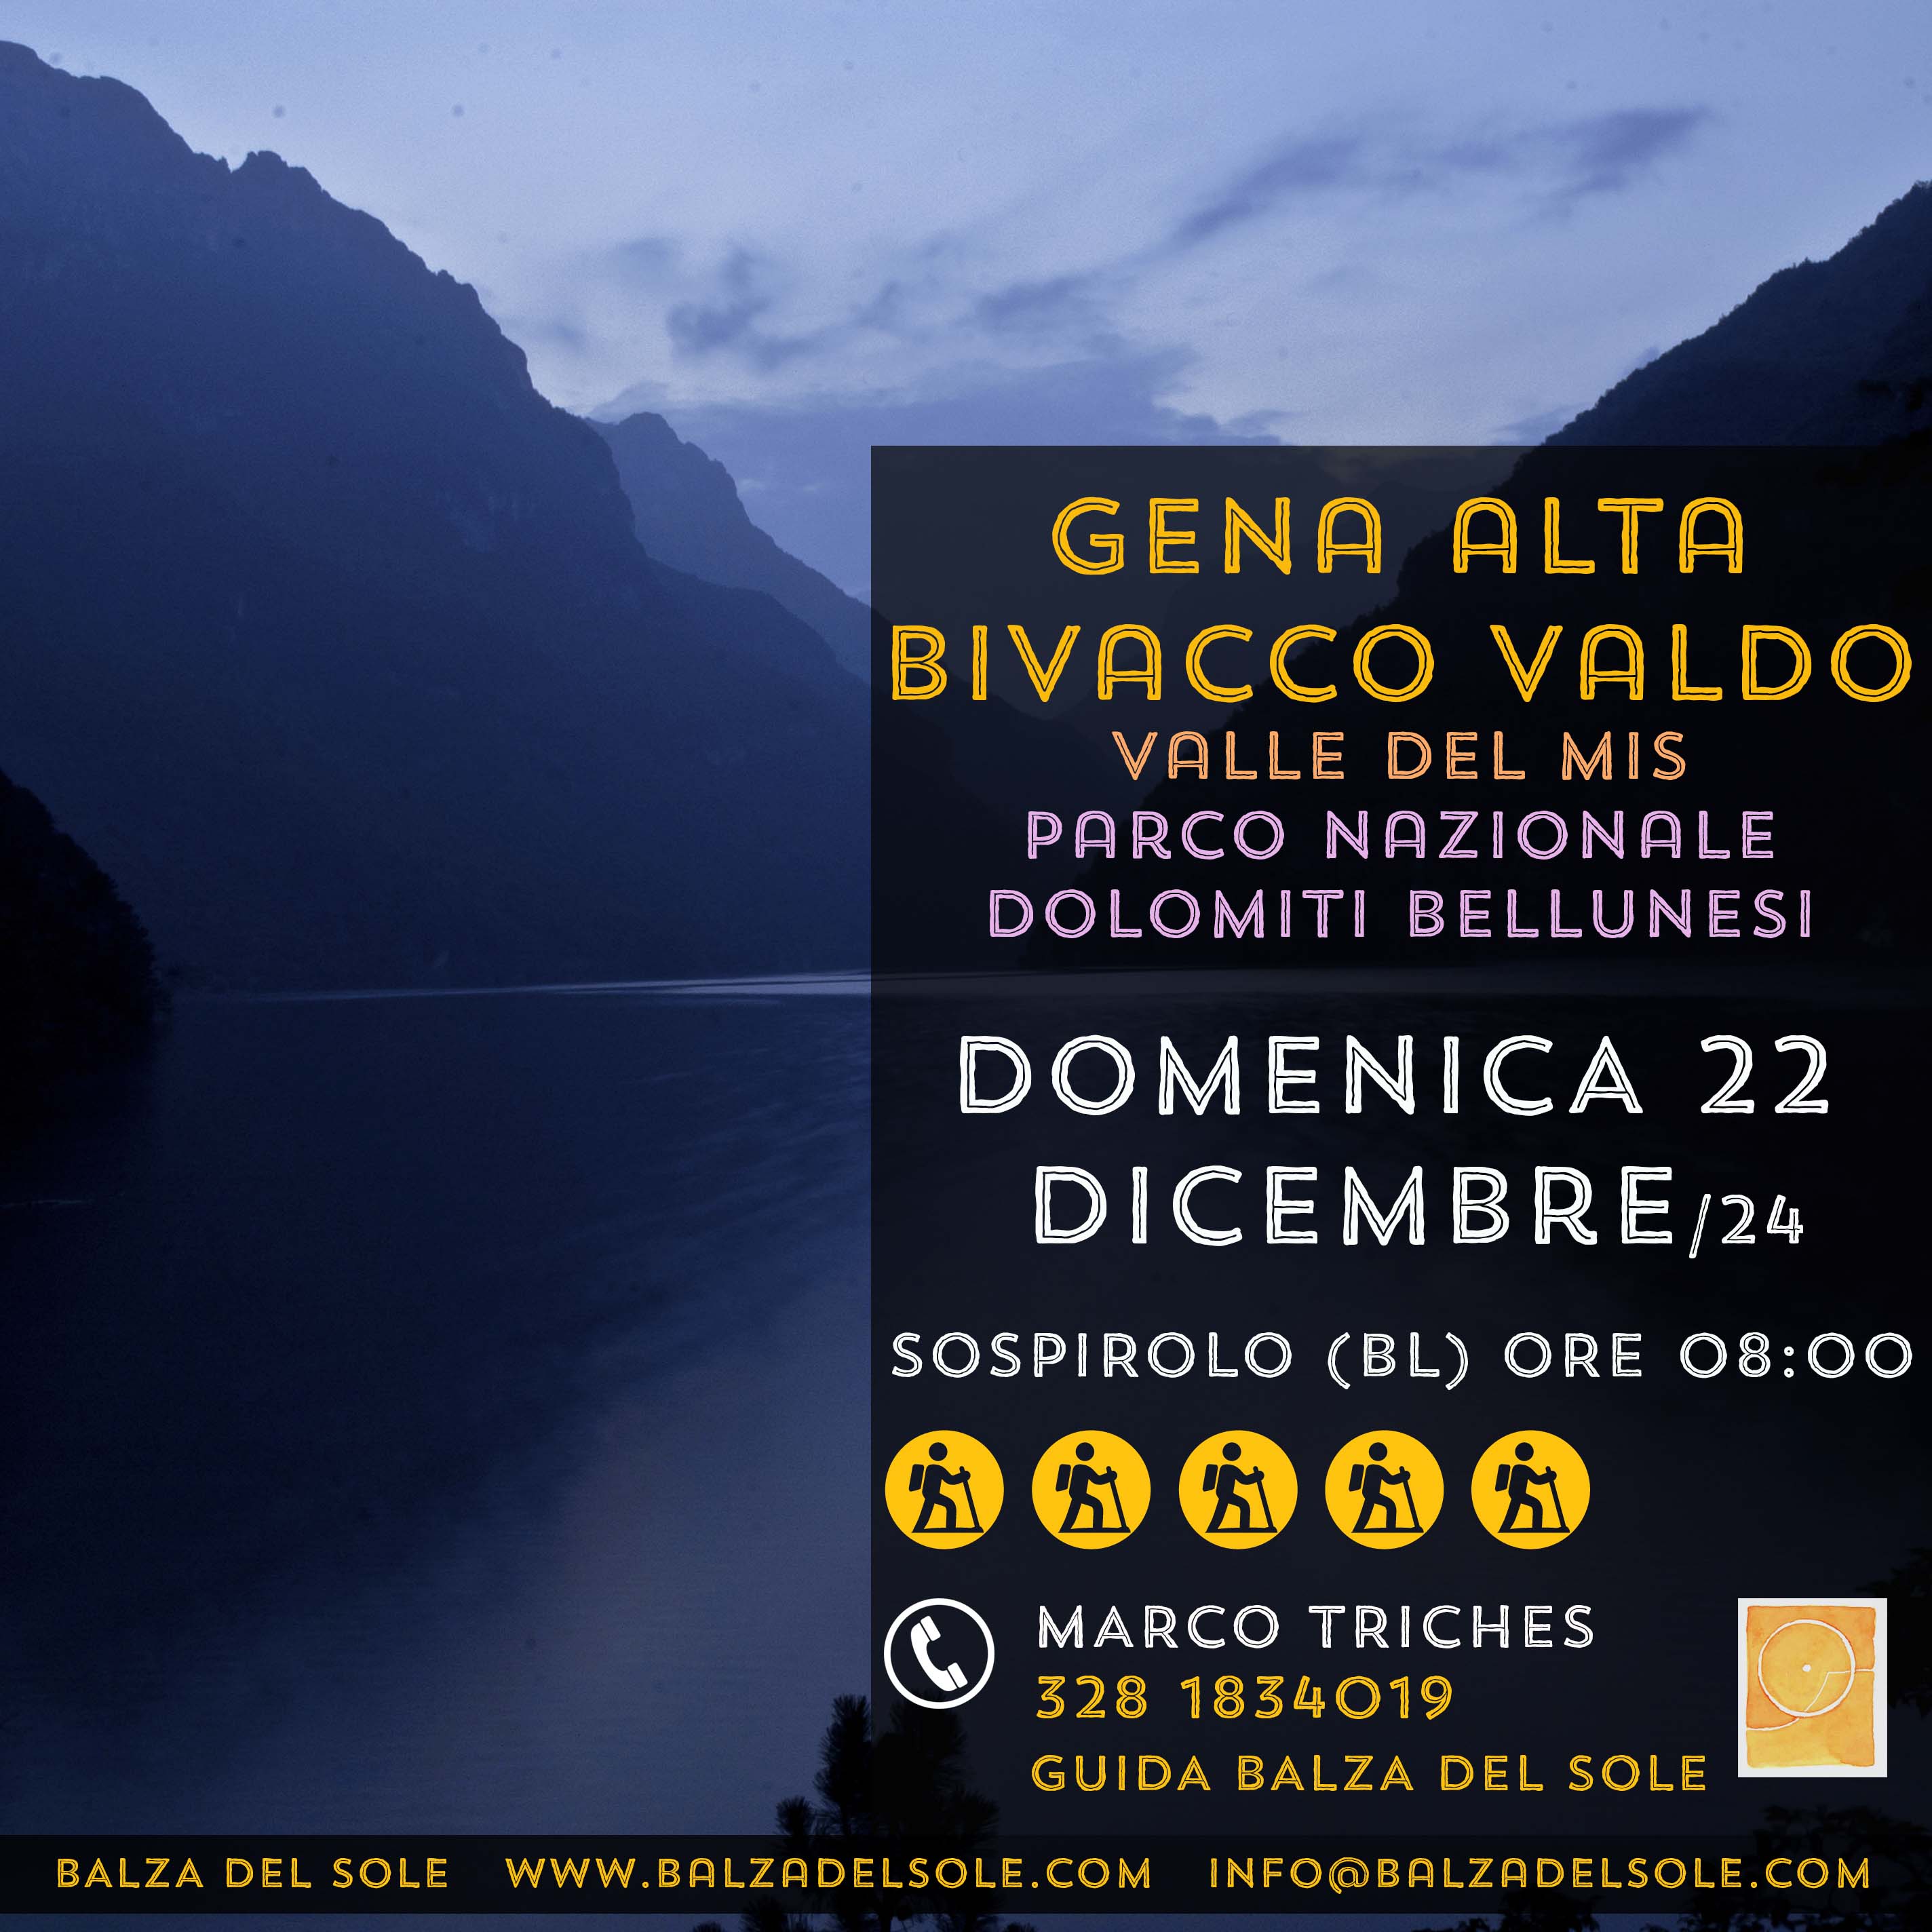 GENA ALTA
BIVACCO VALDO
VALLE DEL MIS
PARCO NAZIONALE
DOLOMITI BELLUNESI
DOMENICA 22
DICEMBRE/24
SOSPIROLO (BL) ORE 08:00
MARCO TRICHES
328 1834019
GUIDA BALZA DEL SOLE
BALZA DEL SOLE WWW.BALZADELSOLE.COM INFO@BALZADELSOLE.COM